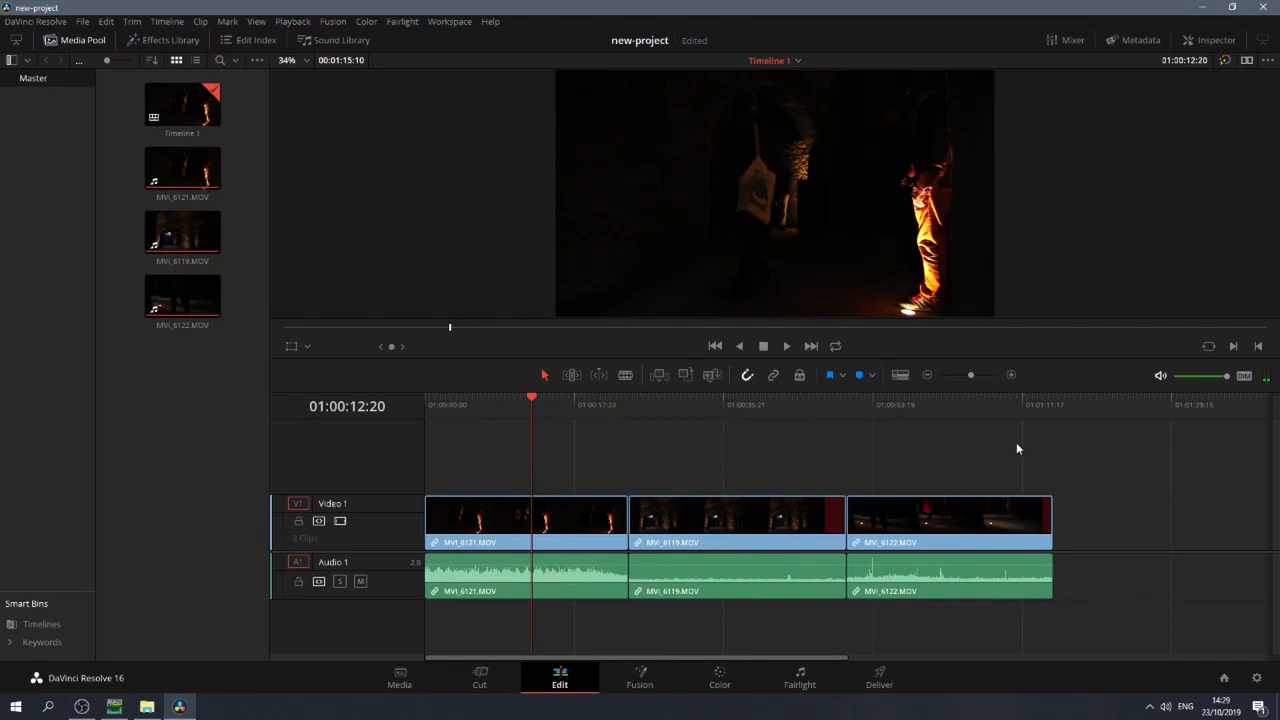 new-project
DaVinci Resolve File Edit Trim Timeline Clip Mark View Playback Fusion Color Fairlight Workspace Help
Media Pool Effects Library Edit Index Sound Library new-project Edited Mixer Metadata Inspector
... 34% 00:01:15:10 Timeline 1 01:00:12:20
Master
Timeline 1
MVI_6121.MOV
MVI_6119.MOV
MVI_6122.MOV
DIM
01:00:12:20 01:00:00:00 01:00:17:23 01:00:35:21 01:00:53:19 01:01:11:17 01:01:29:15
V1 Video 1
3 Clips
MVI_6121.MOV MVI_6119.MOV MVI_6122.MOV
A1 Audio 1 2.0
S M
MVI_6121.MOV MVI_6119.MOV MVI_6122.MOV
Smart Bins
Timelines
Keywords
DaVinci Resolve 16
Media Cut Edit Fusion Color Fairlight Deliver
ENG 14:29
23/10/2019
1